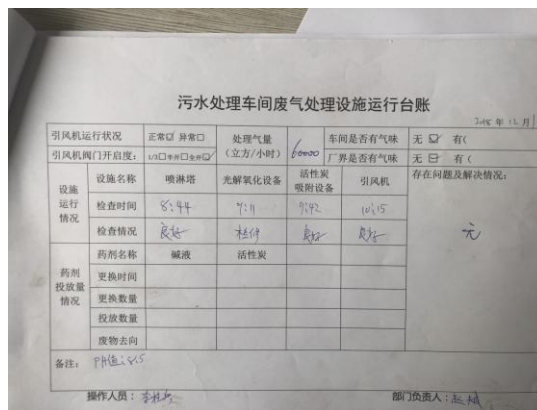 污水处理车间废气处理设施运行台账
年12月
引风机运行状况 正常☑ 异常□ 处理气量（立方/小时） 60000 车间是否有气味 无☑ 有（
引风机阀门开启度： 1/3□半开□全开☑ 厂界是否有气味 无☑ 有（
设施运行情况 设施名称 喷淋塔 光解氧化设备 活性炭吸附设备 引风机 存在问题及解决情况：
检查时间 8:44 9:11 9:42 10:15
检查情况 良好 良好 良好 无
药剂投放量情况 药剂名称 碱液 活性炭
更换时间
更换数量
投放数量
废物去向
备注： PH值：8.5
操作人员： 部门负责人：